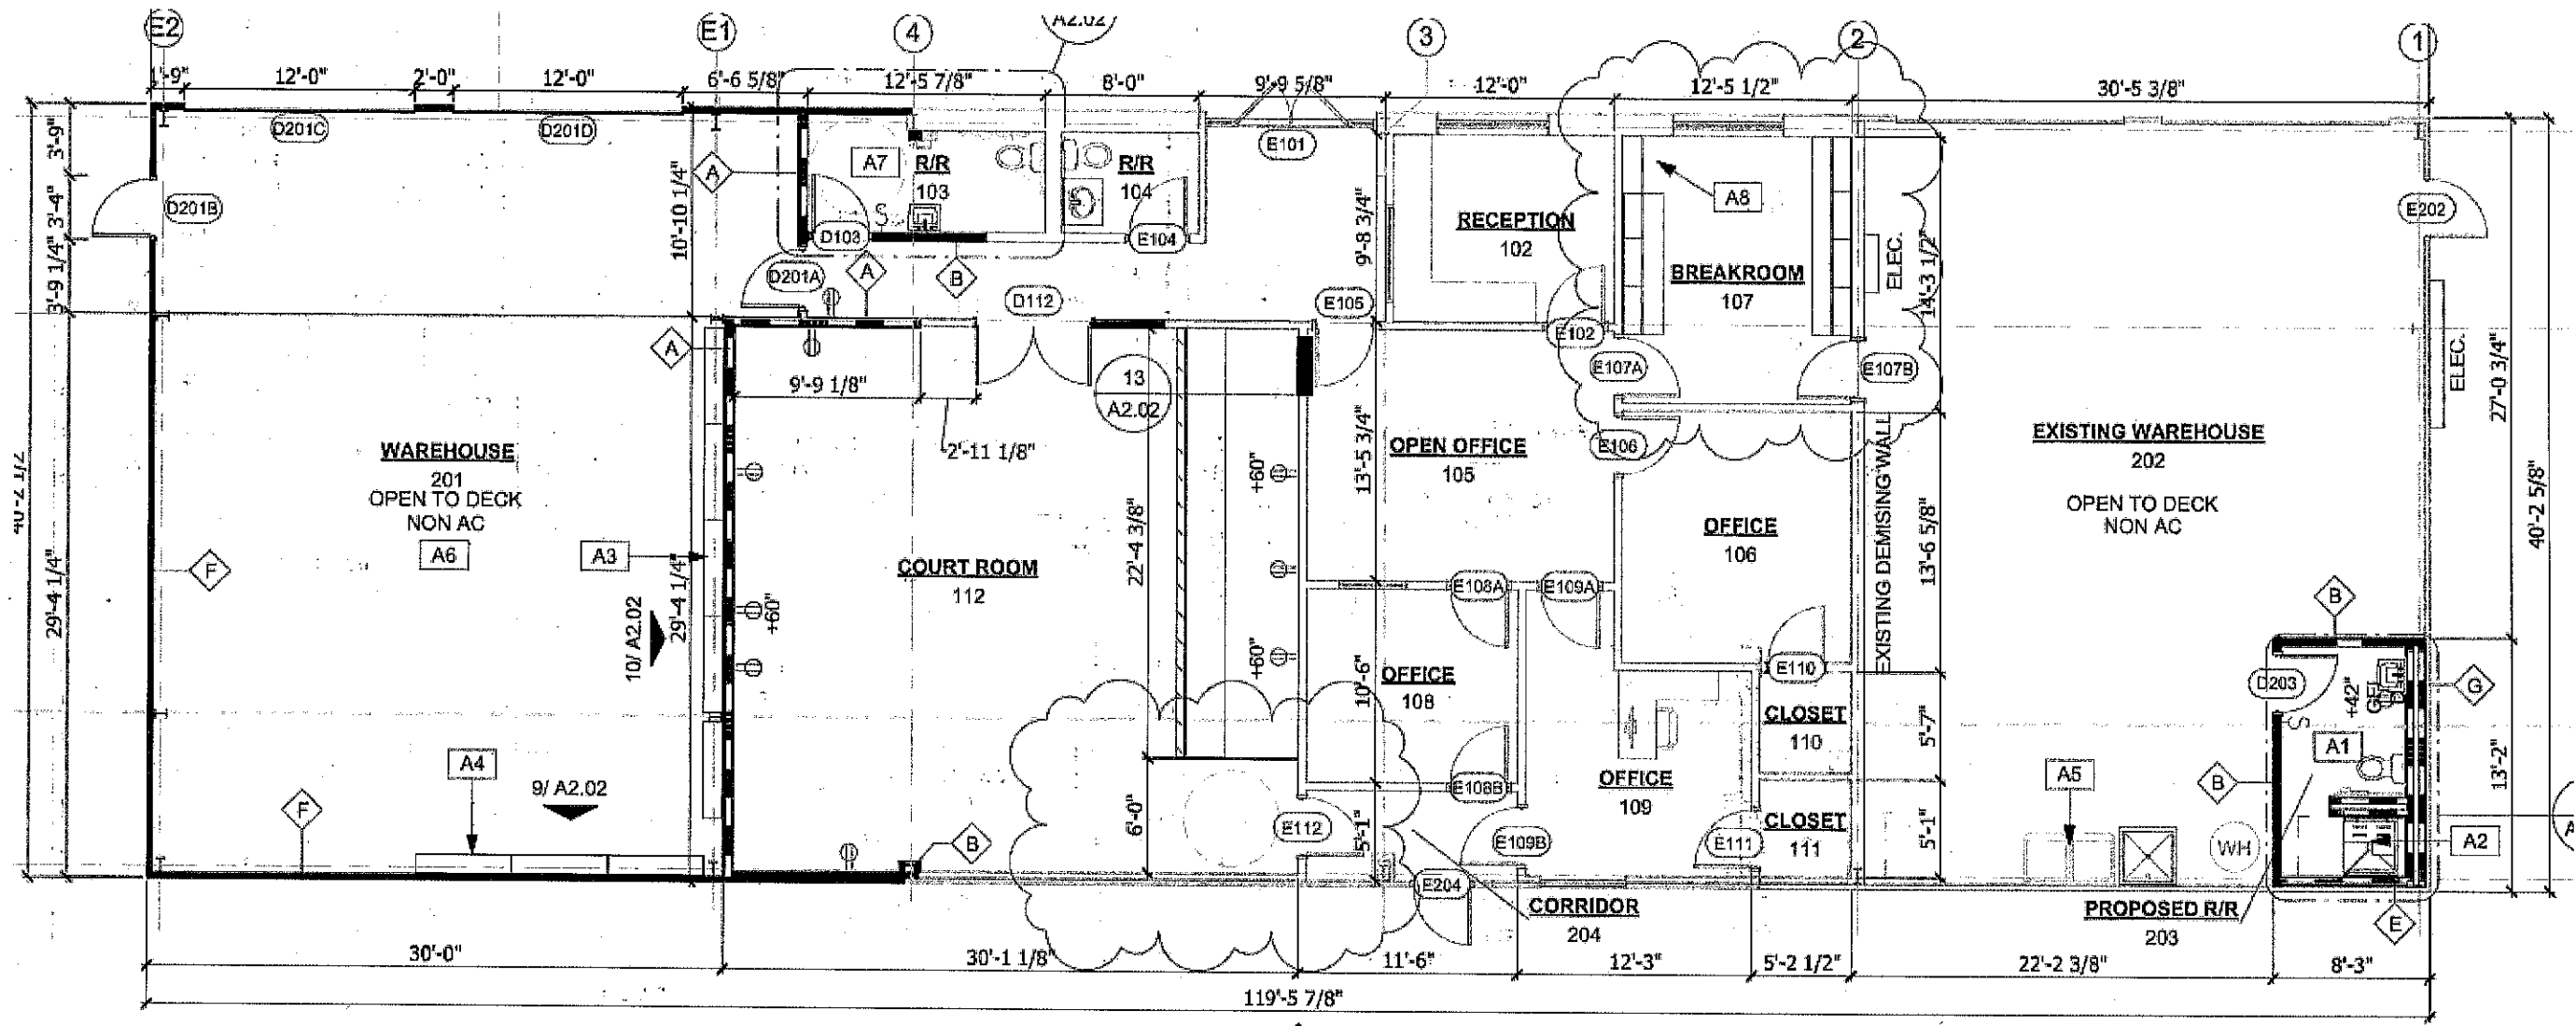 E2
E1
4
A2.02
3
2
1
1'-9"
12'-0"
2'-0"
12'-0"
6'-6 5/8"
12'-5 7/8"
8'-0"
9'-9 5/8"
12'-0"
12'-5 1/2"
30'-5 3/8"
D201C
D201D
E101
3'-9"
3'-4"
3'-9 1/4"
D201B
A
10'-10 1/4"
A7
R/R
103
S
D103
R/R
104
E104
D201A
A
B
D112
E105
9'-8 3/4"
RECEPTION
102
E102
A8
BREAKROOM
107
E107A
E107B
ELEC.
14'-3 1/2"
E202
ELEC.
27'-0 3/4"
40'-2 1/2
29'-4 1/4"
A
9'-9 1/8"
2'-11 1/8"
13
A2.02
WAREHOUSE
201
OPEN TO DECK
NON AC
A6
F
A3
10/ A2.02
29'-4 1/4"
+60"
COURT ROOM
112
22'-4 3/8"
+60"
+60"
13'-5 3/4"
OPEN OFFICE
105
E106
OFFICE
106
EXISTING DEMISING WALL
13'-6 5/8"
EXISTING WAREHOUSE
202
OPEN TO DECK
NON AC
40'-2 5/8"
E108A
E109A
OFFICE
108
10'-6"
E108B
E110
CLOSET
110
5'-7"
B
D203
+42"
GFI
G
S
A1
B
13'-2"
A4
9/ A2.02
F
B
6'-0"
E112
5'-1"
E109B
OFFICE
109
E111
CLOSET
111
5'-1"
A5
WH
A2
A
E204
CORRIDOR
204
PROPOSED R/R
203
E
30'-0"
30'-1 1/8"
11'-6"
12'-3"
5'-2 1/2"
22'-2 3/8"
8'-3"
119'-5 7/8"